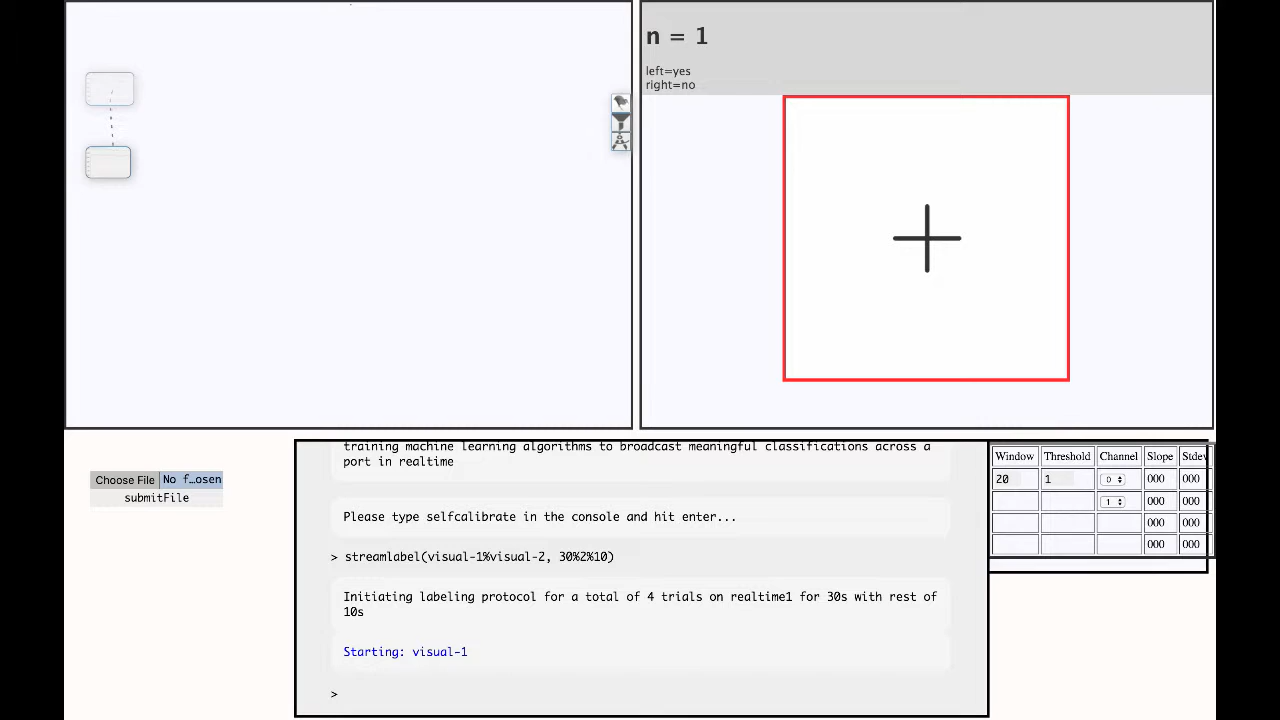 n = 1
left=yes
right=no
Choose File No f…osen
submitFile
training machine learning algorithms to broadcast meaningful classifications across a
port in realtime
Please type selfcalibrate in the console and hit enter...
> streamlabel(visual-1%visual-2, 30%2%10)
Initiating labeling protocol for a total of 4 trials on realtime1 for 30s with rest of
10s
Starting: visual-1
>
Window Threshold Channel Slope Stdev
20 1 0 000 000
1 000 000
000 000
000 000